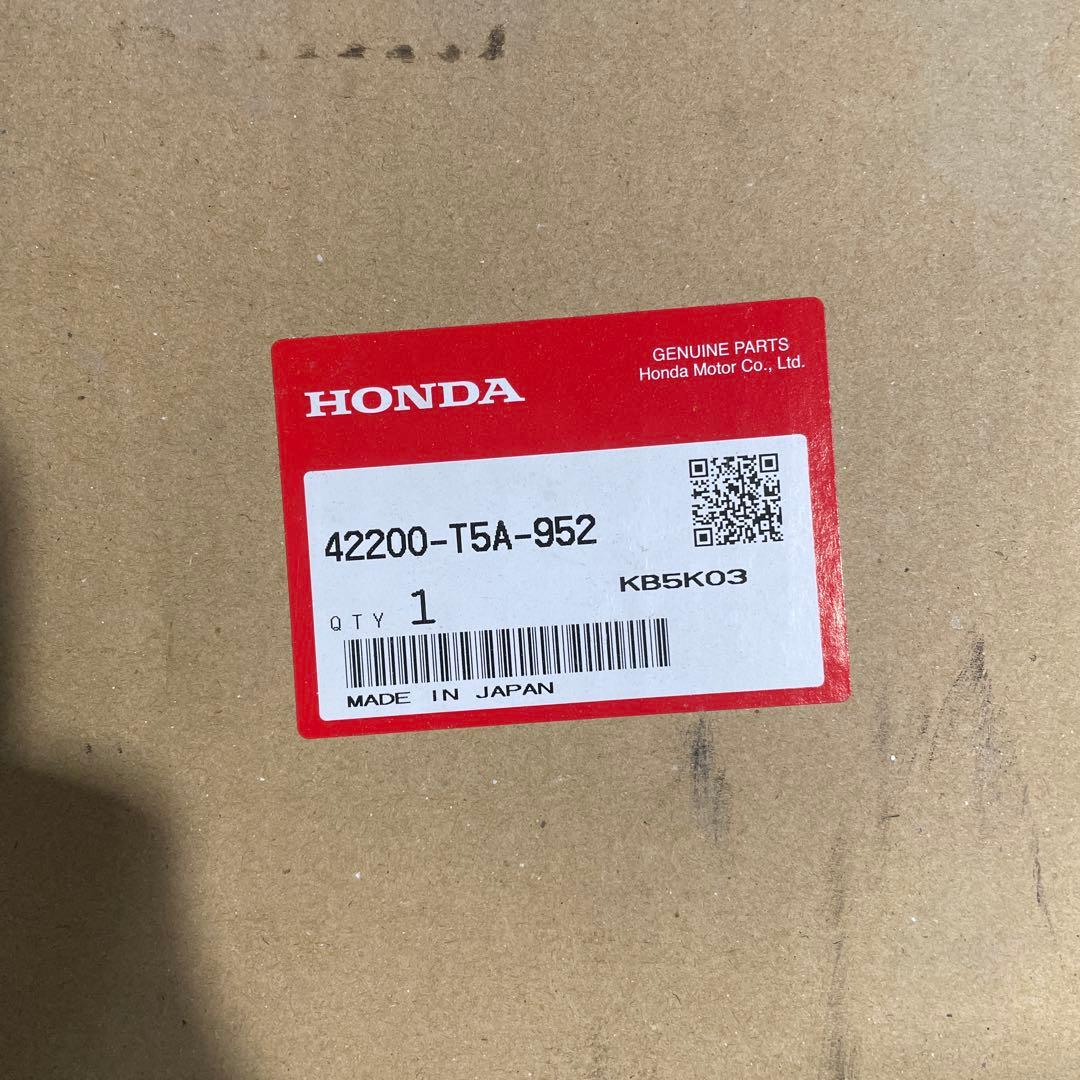 HONDA
GENUINE PARTS
Honda Motor Co., Ltd.
42200-T5A-952
KB5K03
QTY 1
MADE IN JAPAN